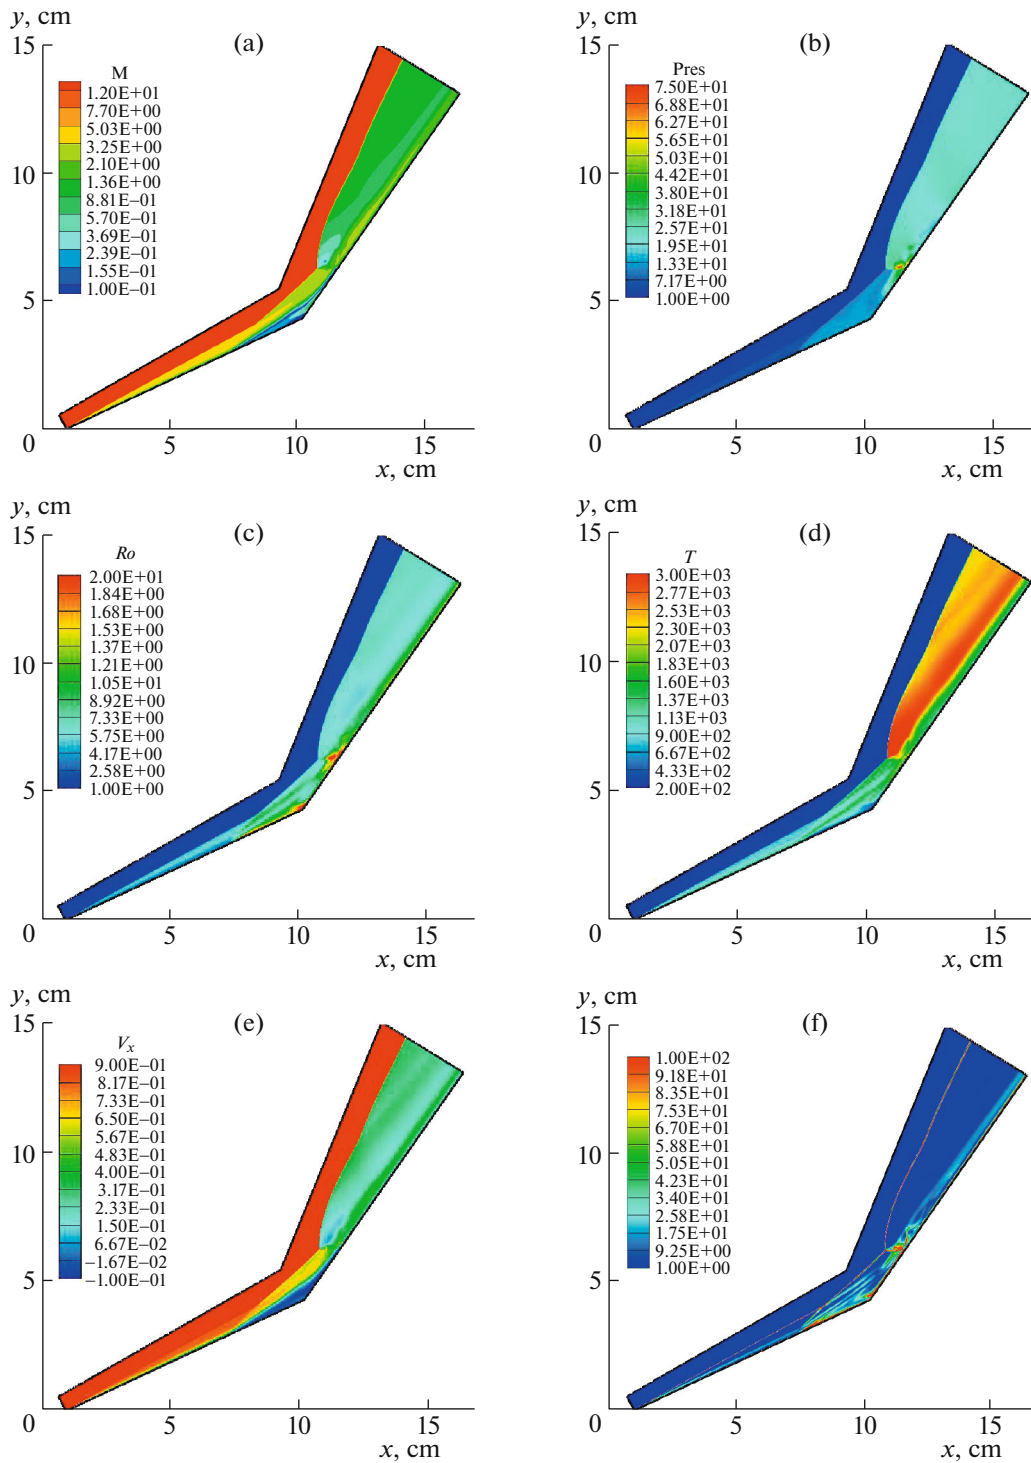 y, cm
15
(a)
M
1.20E+01
7.70E+00
5.03E+00
3.25E+00
2.10E+00
1.36E+00
8.81E−01
5.70E−01
3.69E−01
2.39E−01
1.55E−01
1.00E−01
10
5
0
5
10
15
x, cm
y, cm
15
(b)
Pres
7.50E+01
6.88E+01
6.27E+01
5.65E+01
5.03E+01
4.42E+01
3.80E+01
3.18E+01
2.57E+01
1.95E+01
1.33E+01
7.17E+00
1.00E+00
10
5
0
5
10
15
x, cm
y, cm
15
(c)
Ro
2.00E+01
1.84E+00
1.68E+00
1.53E+00
1.37E+00
1.21E+00
1.05E+01
8.92E+00
7.33E+00
5.75E+00
4.17E+00
2.58E+00
1.00E+00
10
5
0
5
10
15
x, cm
y, cm
15
(d)
T
3.00E+03
2.77E+03
2.53E+03
2.30E+03
2.07E+03
1.83E+03
1.60E+03
1.37E+03
1.13E+03
9.00E+02
6.67E+02
4.33E+02
2.00E+02
10
5
0
5
10
15
x, cm
y, cm
15
(e)
Vx
9.00E−01
8.17E−01
7.33E−01
6.50E−01
5.67E−01
4.83E−01
4.00E−01
3.17E−01
2.33E−01
1.50E−01
6.67E−02
−1.67E−02
−1.00E−01
10
5
0
5
10
15
x, cm
y, cm
15
(f)
1.00E+02
9.18E+01
8.35E+01
7.53E+01
6.70E+01
5.88E+01
5.05E+01
4.23E+01
3.40E+01
2.58E+01
1.75E+01
9.25E+00
1.00E+00
10
5
0
5
10
15
x, cm